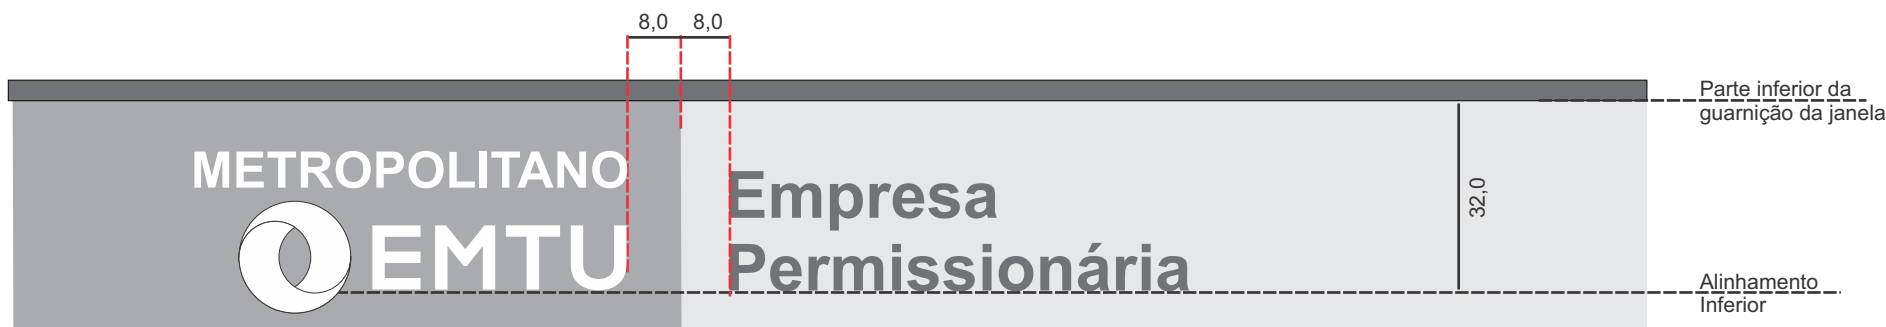 8,0 8,0
Parte inferior da
guarnição da janela
METROPOLITANO
EMTU
Empresa
Permissionária
32,0
Alinhamento
Inferior